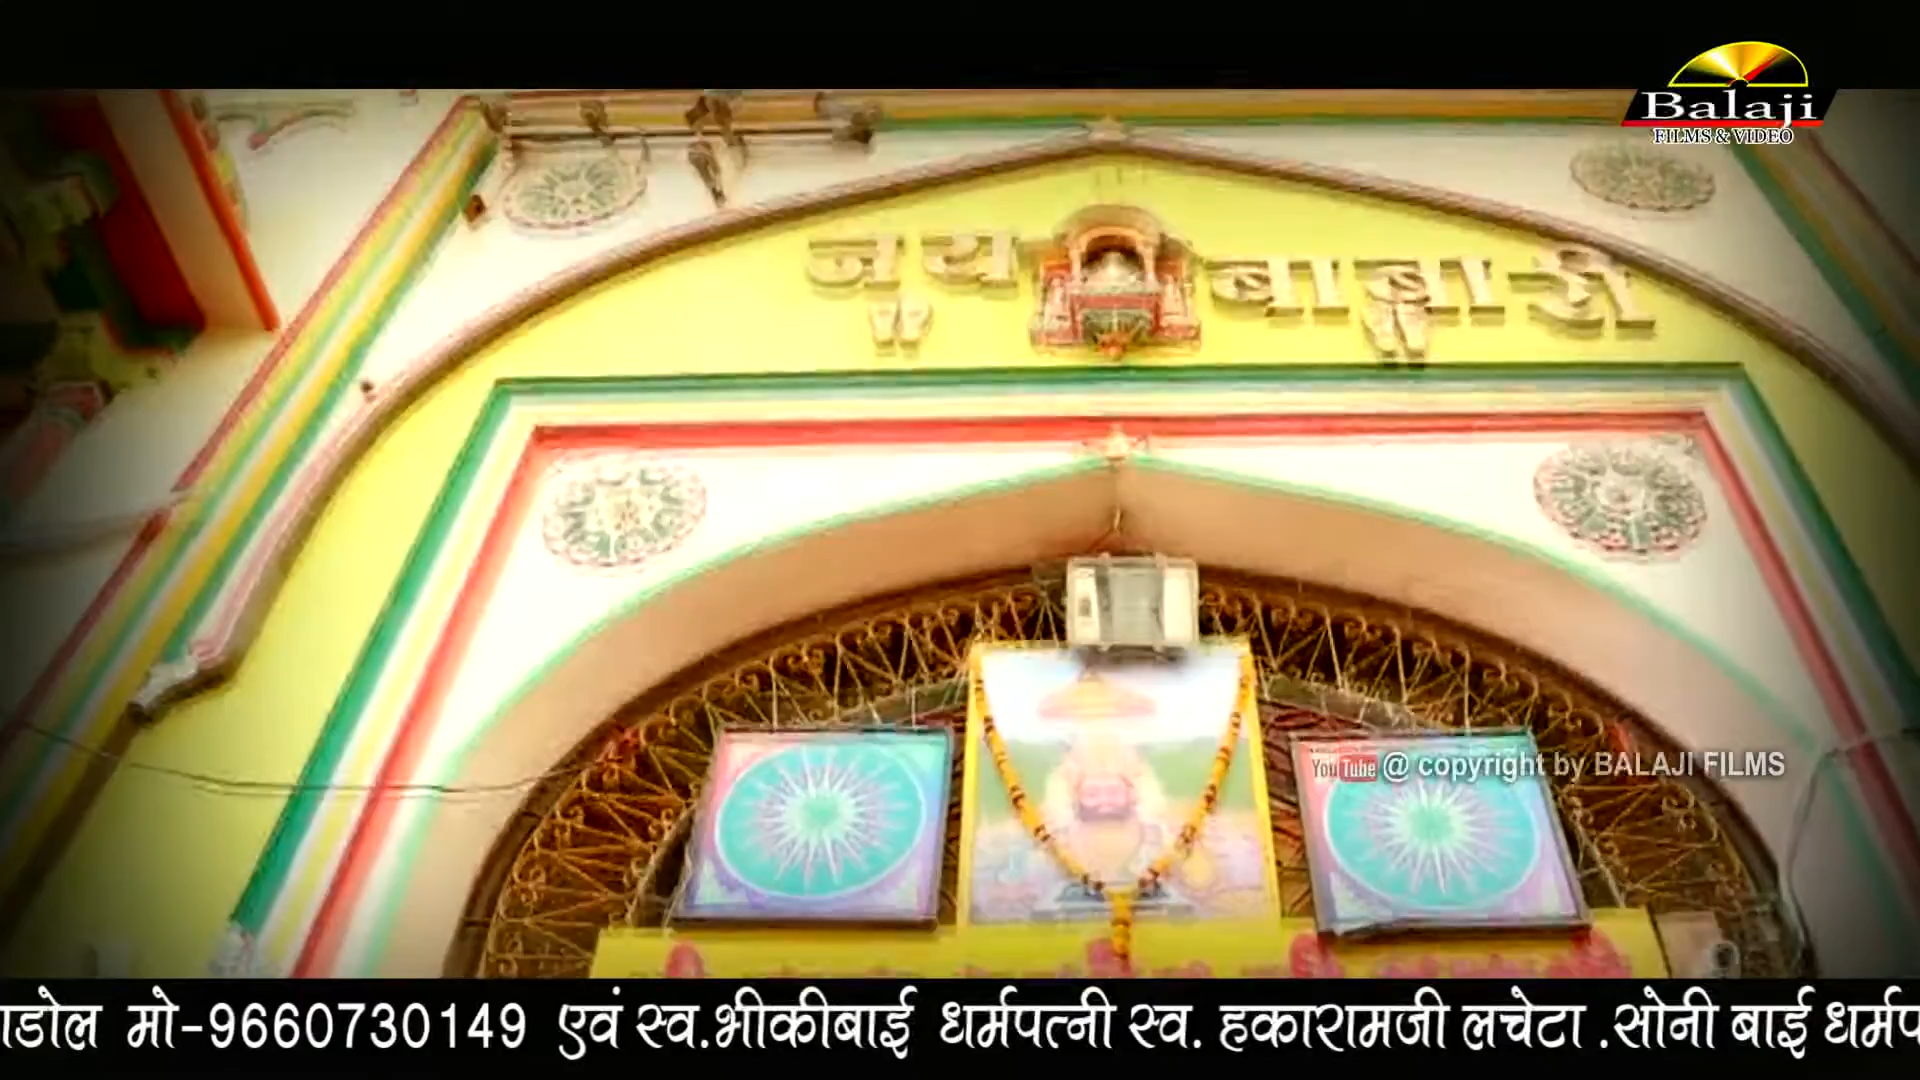 Balaji
FILMS & VIDEO
जय बाबारी
YouTube @ copyright by BALAJI FILMS
ाडोल मो-9660730149 एवं स्व.भीकीबाई धर्मपत्नी स्व. हकारामजी लचेटा .सोनी बाई धर्मप